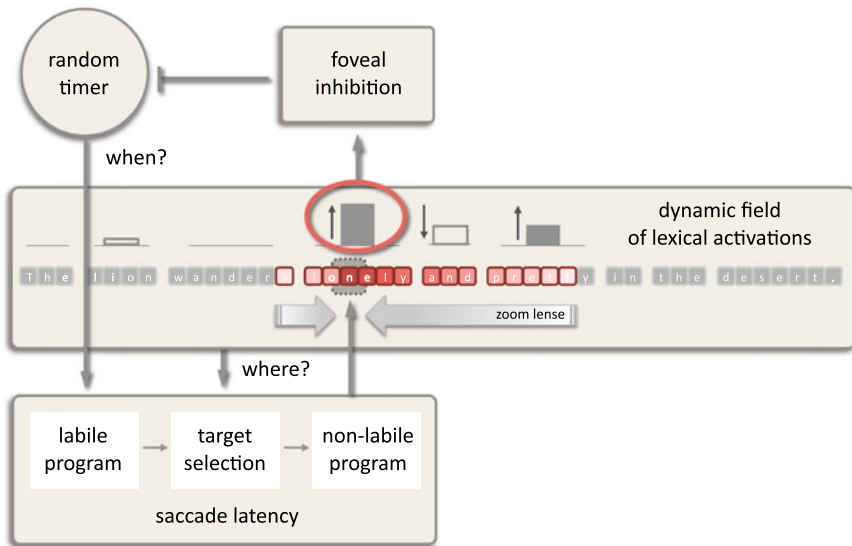 random
timer
foveal
inhibition
when?
dynamic field
of lexical activations
The lion wanders lonely and pretty in the desert.
zoom lense
where?
labile
program
target
selection
non-labile
program
saccade latency